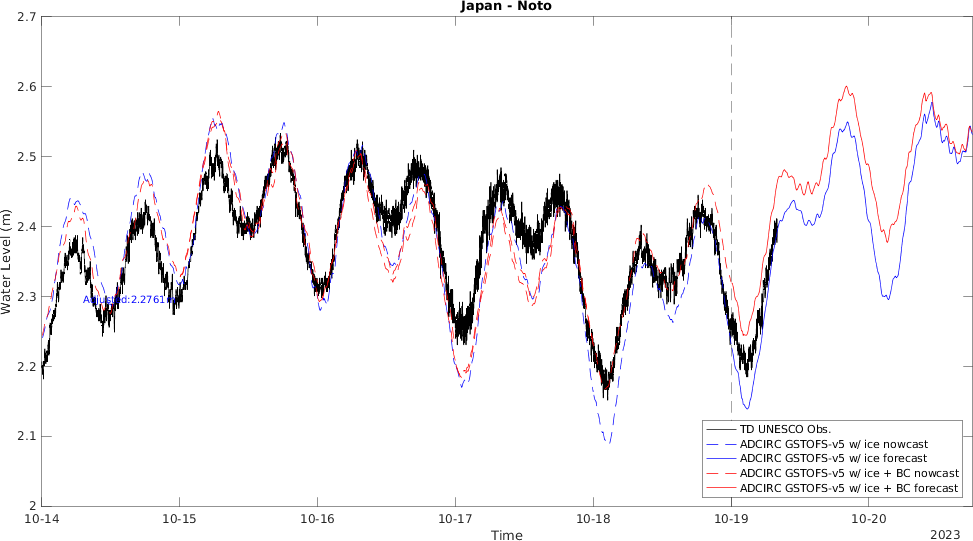 Japan - Noto
2.7
2.6
2.5
2.4
2.3
2.2
2.1
2
Water Level (m)
Adjusted:2.2761
TD UNESCO Obs.
ADCIRC GSTOFS-v5 w/ ice nowcast
ADCIRC GSTOFS-v5 w/ ice forecast
ADCIRC GSTOFS-v5 w/ ice + BC nowcast
ADCIRC GSTOFS-v5 w/ ice + BC forecast
10-14 10-15 10-16 10-17 10-18 10-19 10-20
Time
2023